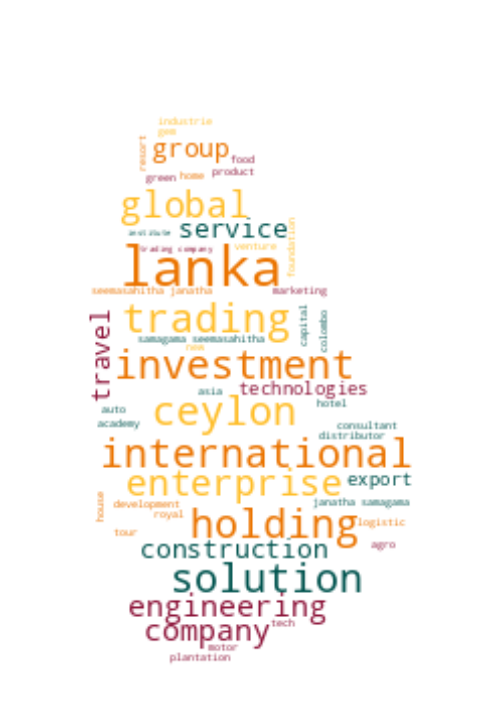 industrie
gem
resort
group
food
product
green
home
global
foundation
service
institute
trading company
venture
lanka
seemasahitha janatha
marketing
travel
trading
capital
colombo
samagama seemasahitha
new
investment
asia
technologies
auto
ceylon
hotel
academy
consultant
distributor
international
enterprise
export
house
development
janatha samagama
royal
holding
logistic
tour
construction
agro
solution
engineering
company
tech
motor
plantation